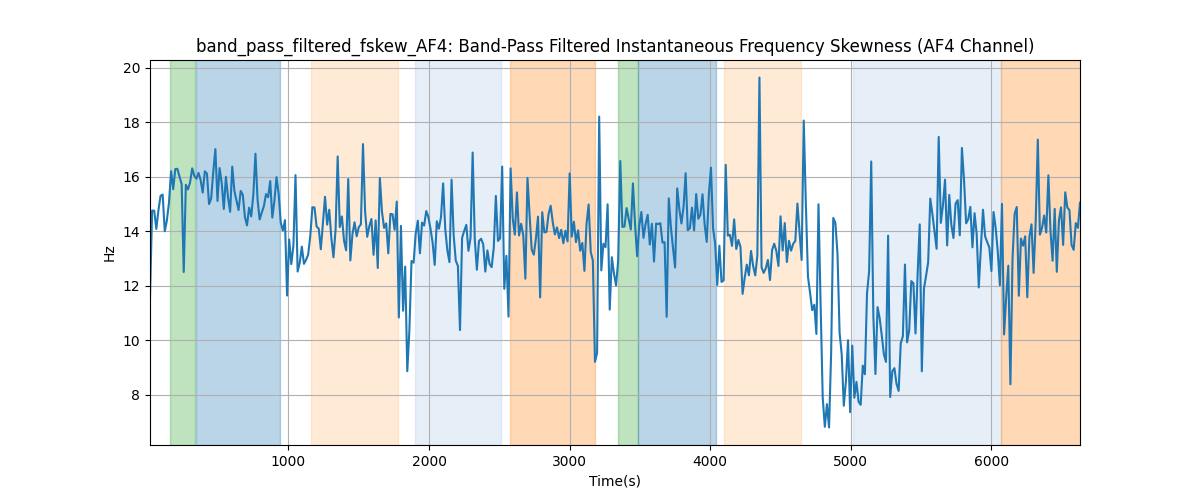 band_pass_filtered_fskew_AF4: Band-Pass Filtered Instantaneous Frequency Skewness (AF4 Channel)
20
18
16
14
12
10
8
Hz
1000 2000 3000 4000 5000 6000
Time(s)